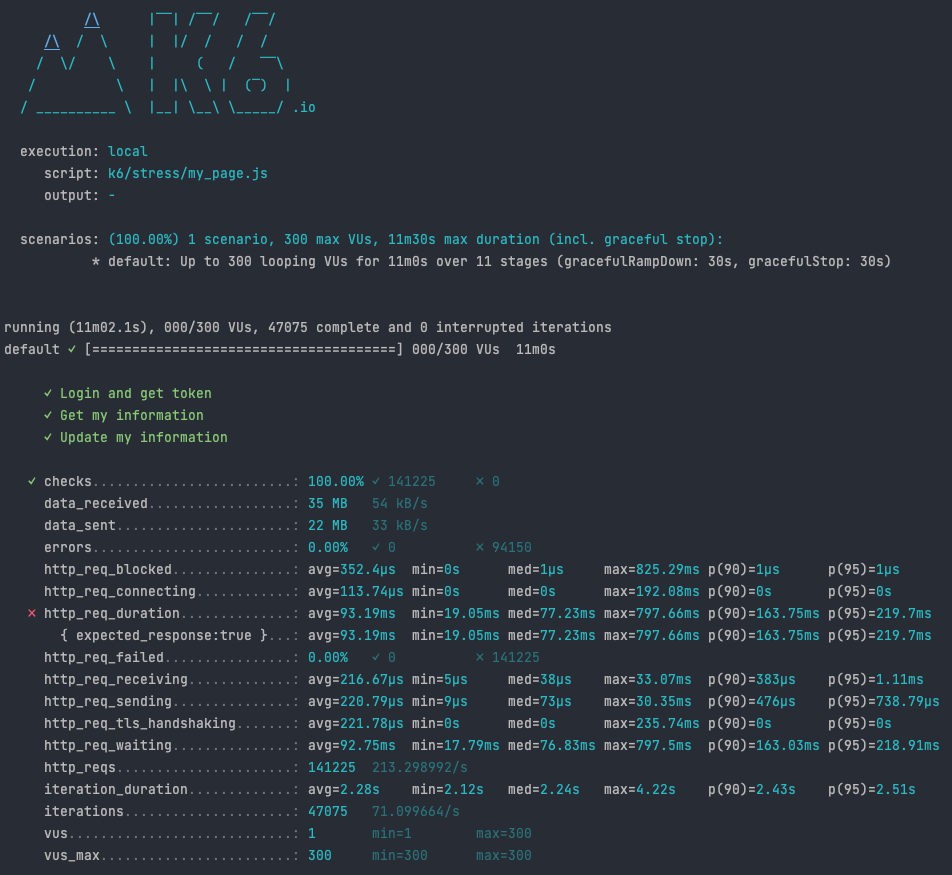 /\      |‾‾| /‾‾/   /‾‾/
     /\  /  \     |  |/  /   /  /
    /  \/    \    |     (   /   ‾‾\
   /          \   |  |\  \ |  (‾)  |
  / __________ \  |__| \__\ \_____/ .io

  execution: local
     script: k6/stress/my_page.js
     output: -

  scenarios: (100.00%) 1 scenario, 300 max VUs, 11m30s max duration (incl. graceful stop):
           * default: Up to 300 looping VUs for 11m0s over 11 stages (gracefulRampDown: 30s, gracefulStop: 30s)

running (11m02.1s), 000/300 VUs, 47075 complete and 0 interrupted iterations
default ✓ [======================================] 000/300 VUs  11m0s

     ✓ Login and get token
     ✓ Get my information
     ✓ Update my information

   ✓ checks.........................: 100.00% ✓ 141225     ✗ 0
     data_received..................: 35 MB   54 kB/s
     data_sent......................: 22 MB   33 kB/s
     errors.........................: 0.00%   ✓ 0          ✗ 94150
     http_req_blocked...............: avg=352.4µs  min=0s      med=1µs     max=825.29ms p(90)=1µs      p(95)=1µs
     http_req_connecting............: avg=113.74µs min=0s      med=0s      max=192.08ms p(90)=0s       p(95)=0s
   ✗ http_req_duration..............: avg=93.19ms  min=19.05ms med=77.23ms max=797.66ms p(90)=163.75ms p(95)=219.7ms
       { expected_response:true }...: avg=93.19ms  min=19.05ms med=77.23ms max=797.66ms p(90)=163.75ms p(95)=219.7ms
     http_req_failed................: 0.00%   ✓ 0          ✗ 141225
     http_req_receiving.............: avg=216.67µs min=5µs     med=38µs    max=33.07ms  p(90)=383µs    p(95)=1.11ms
     http_req_sending...............: avg=220.79µs min=9µs     med=73µs    max=30.35ms  p(90)=476µs    p(95)=738.79µs
     http_req_tls_handshaking.......: avg=221.78µs min=0s      med=0s      max=235.74ms p(90)=0s       p(95)=0s
     http_req_waiting...............: avg=92.75ms  min=17.79ms med=76.83ms max=797.5ms  p(90)=163.03ms p(95)=218.91ms
     http_reqs......................: 141225  213.298992/s
     iteration_duration.............: avg=2.28s    min=2.12s   med=2.24s   max=4.22s    p(90)=2.43s    p(95)=2.51s
     iterations.....................: 47075   71.099664/s
     vus............................: 1       min=1        max=300
     vus_max........................: 300     min=300      max=300